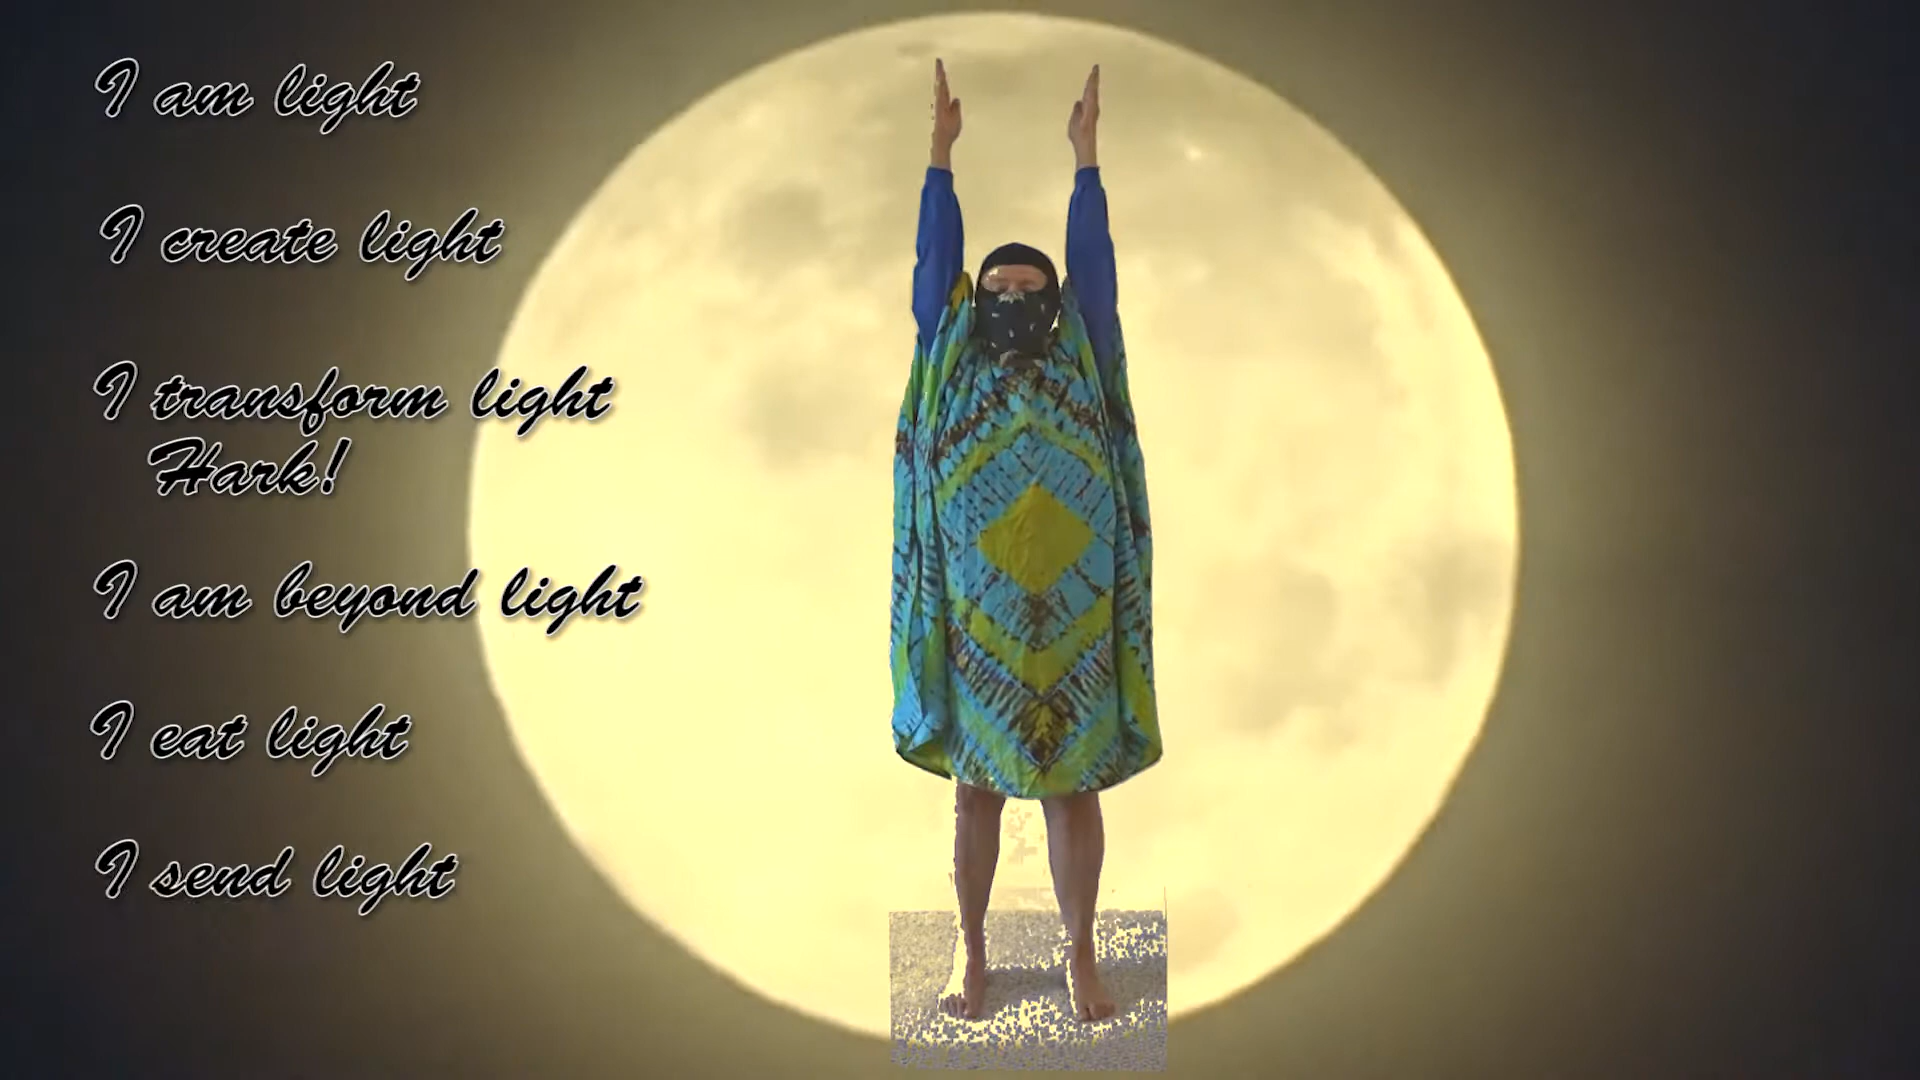 I am light
I create light
I transform light
Hark!
I am beyond light
I eat light
I send light